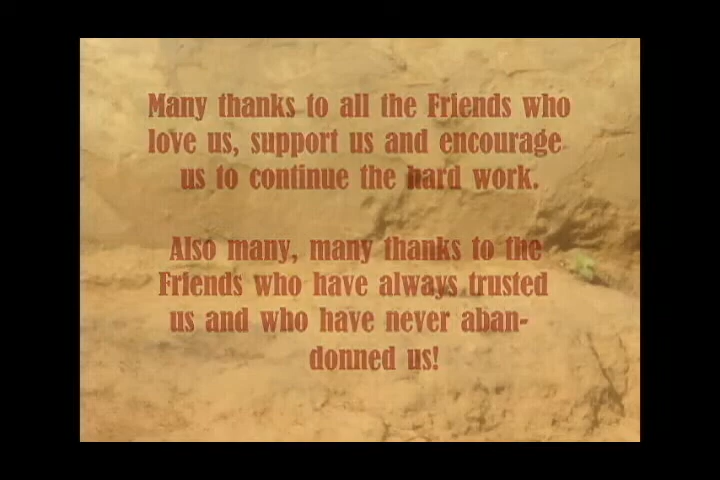 Many thanks to all the Friends who
love us, support us and encourage
us to continue the hard work.
Also many, many thanks to the
Friends who have always trusted
us and who have never aban-
donned us!